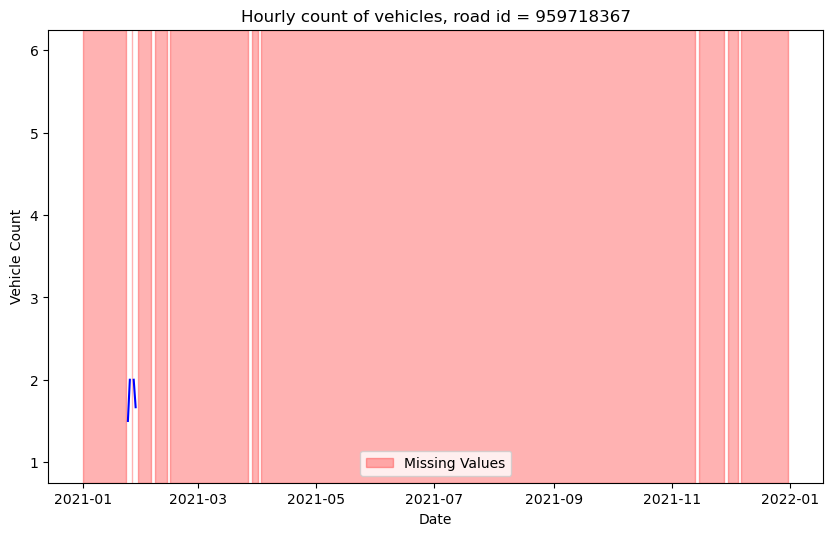 Hourly count of vehicles, road id = 959718367
6
5
4
3
2
1
Vehicle Count
Missing Values
2021-01 2021-03 2021-05 2021-07 2021-09 2021-11 2022-01
Date